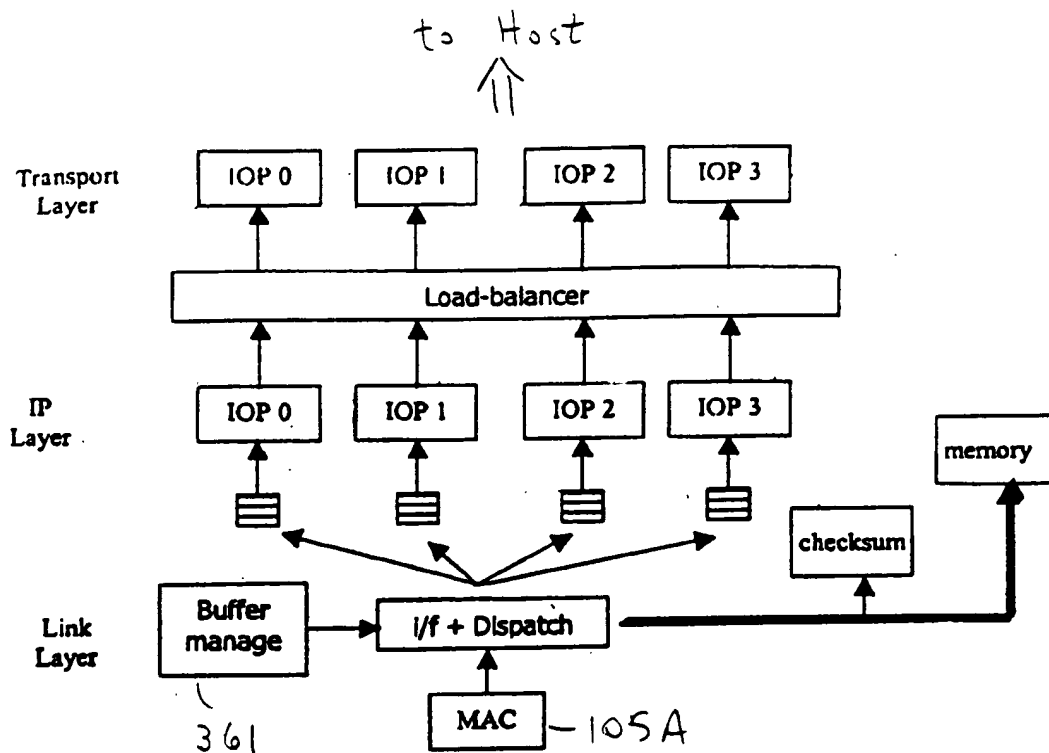 to Host
Transport
Layer
IOP 0
IOP 1
IOP 2
IOP 3
Load-balancer
IP
Layer
IOP 0
IOP 1
IOP 2
IOP 3
memory
checksum
Link
Layer
Buffer
manage
i/f + Dispatch
MAC
361
105A